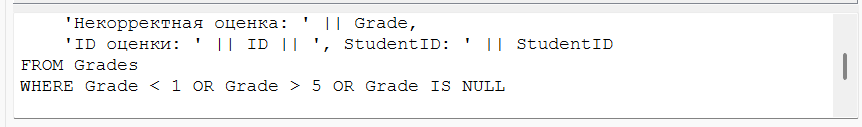 'Некорректная оценка: ' || Grade,
'ID оценки: ' || ID || ', StudentID: ' || StudentID
FROM Grades
WHERE Grade < 1 OR Grade > 5 OR Grade IS NULL